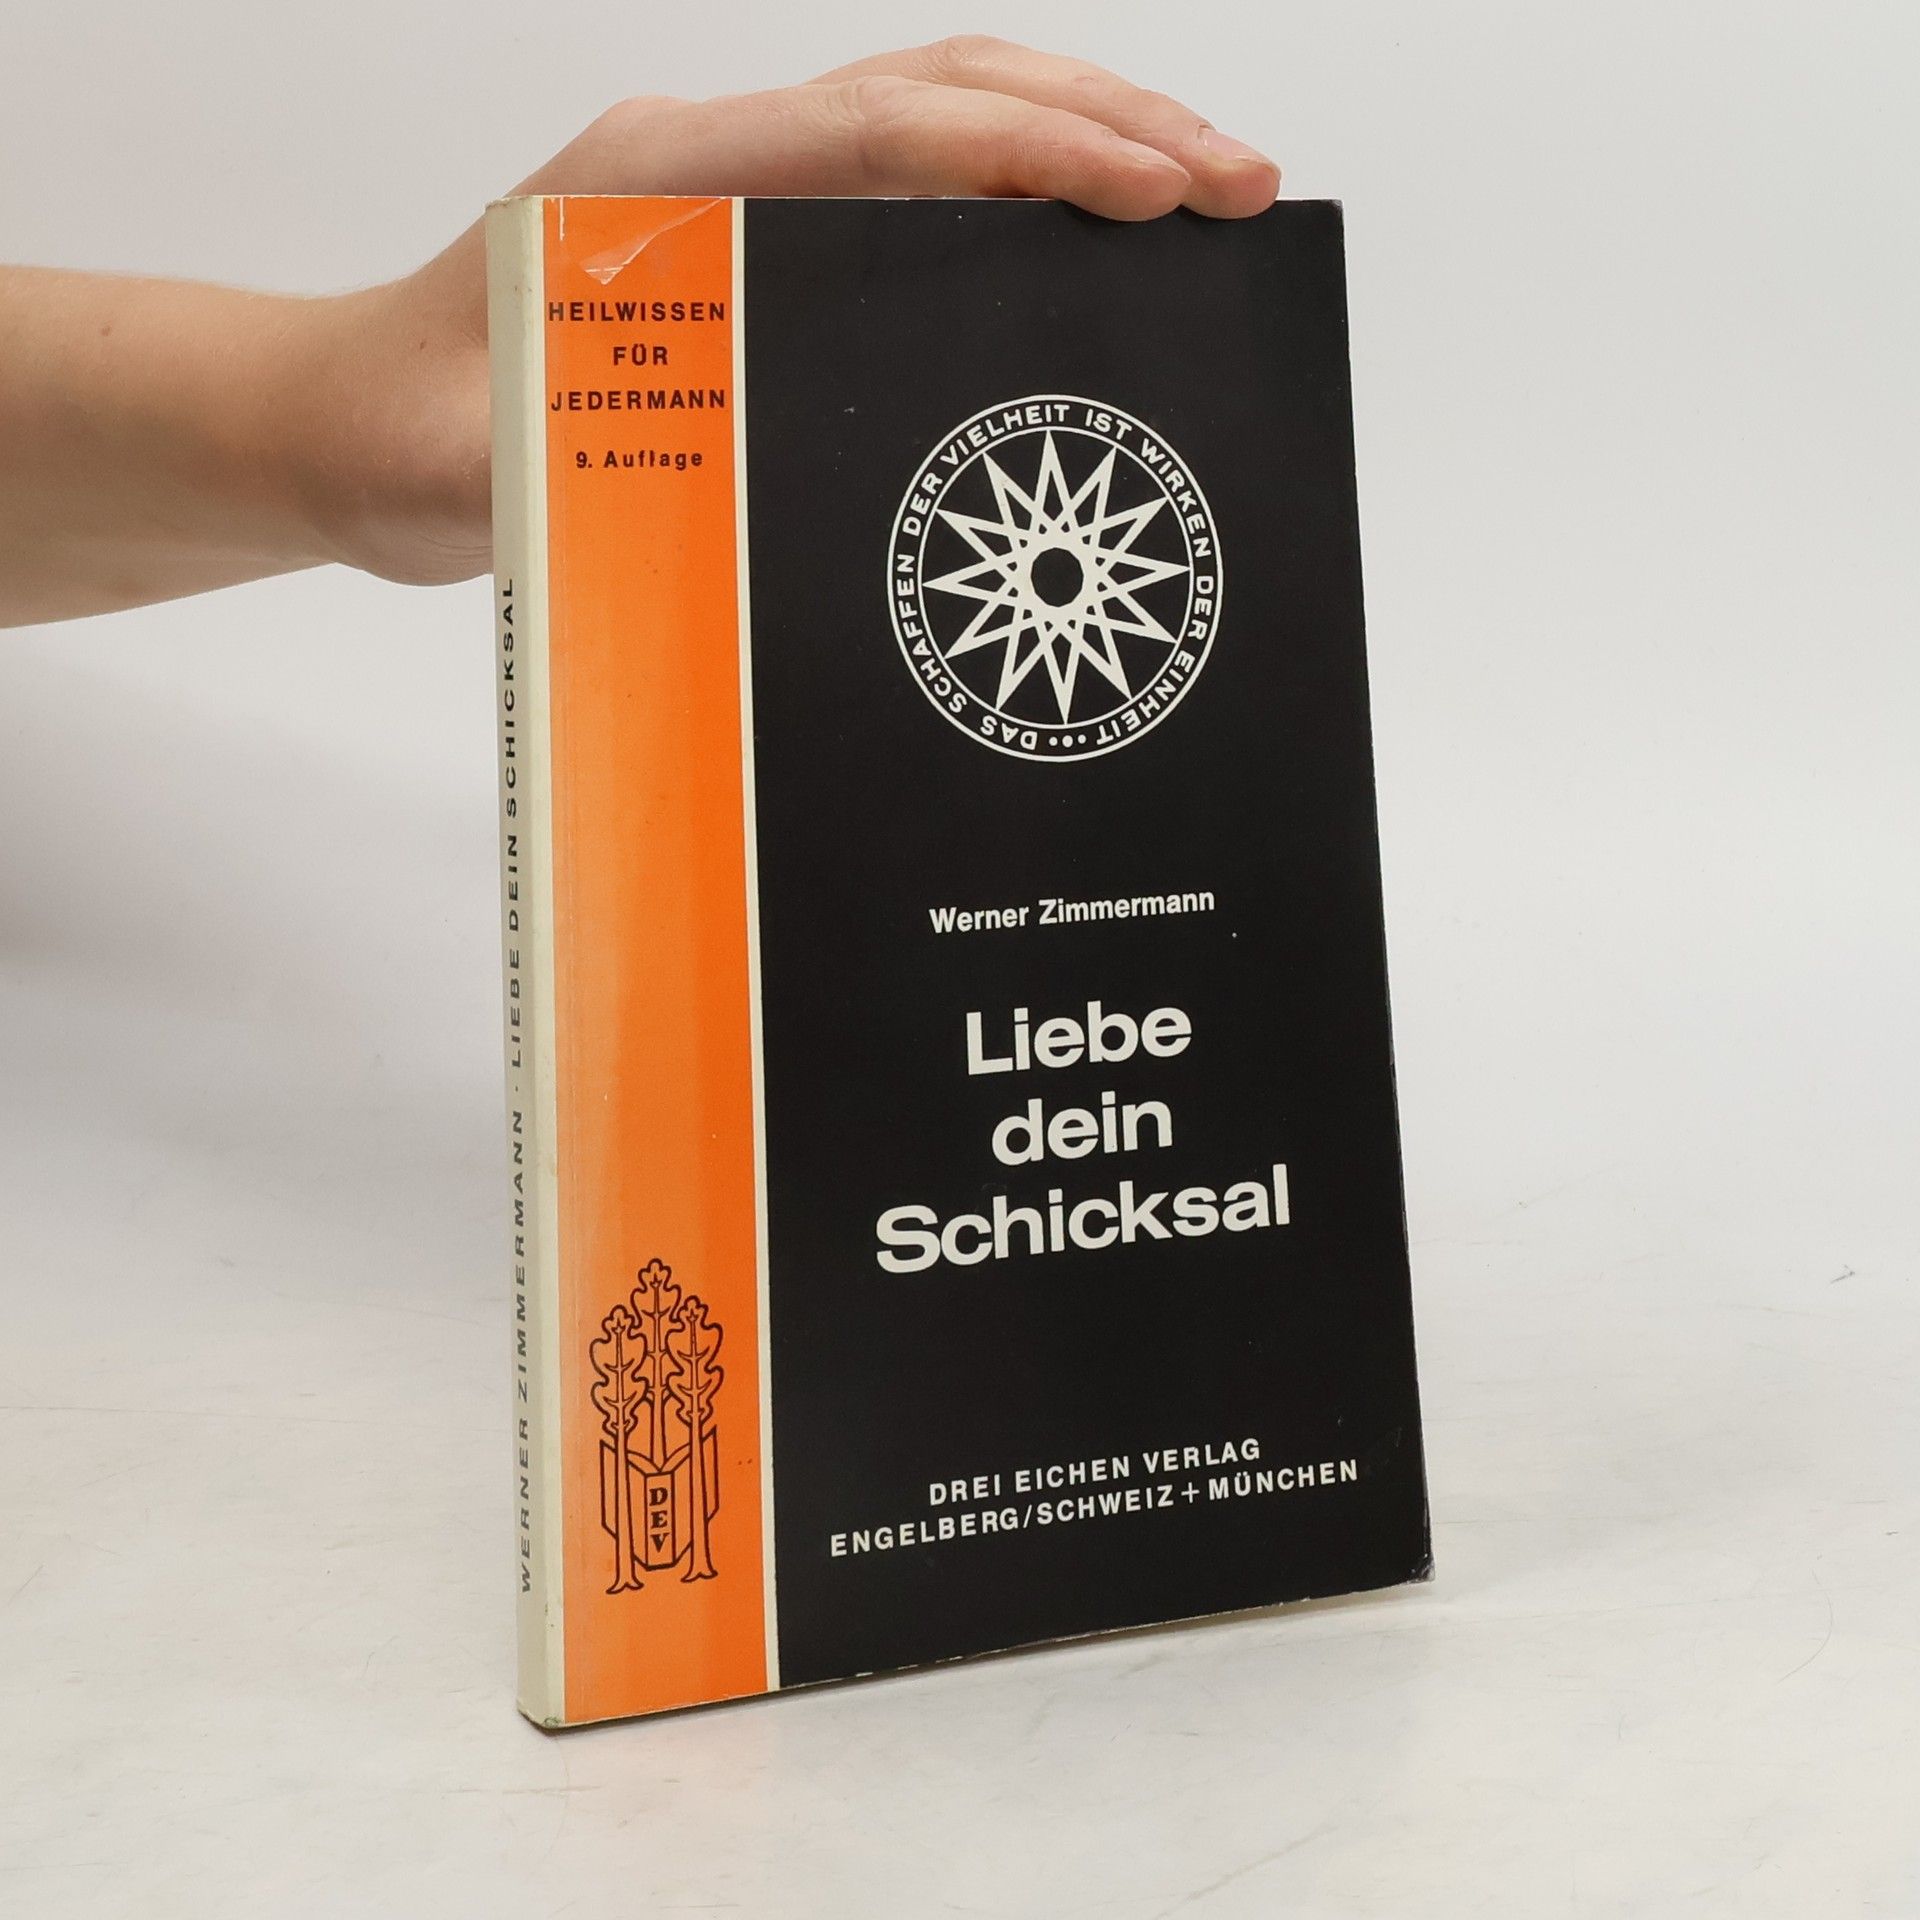 WERNER ZIMMERMANN · LIEBE DEIN SCHICKSAL
HEILWISSEN
FÜR
JEDERMANN
9. Auflage
DAS SCHAFFEN DER VIELHEIT IST WIRKEN DER EINHEIT...
Werner Zimmermann
Liebe
dein
Schicksal
DEV
DREI EICHEN VERLAG
ENGELBERG/SCHWEIZ + MÜNCHEN